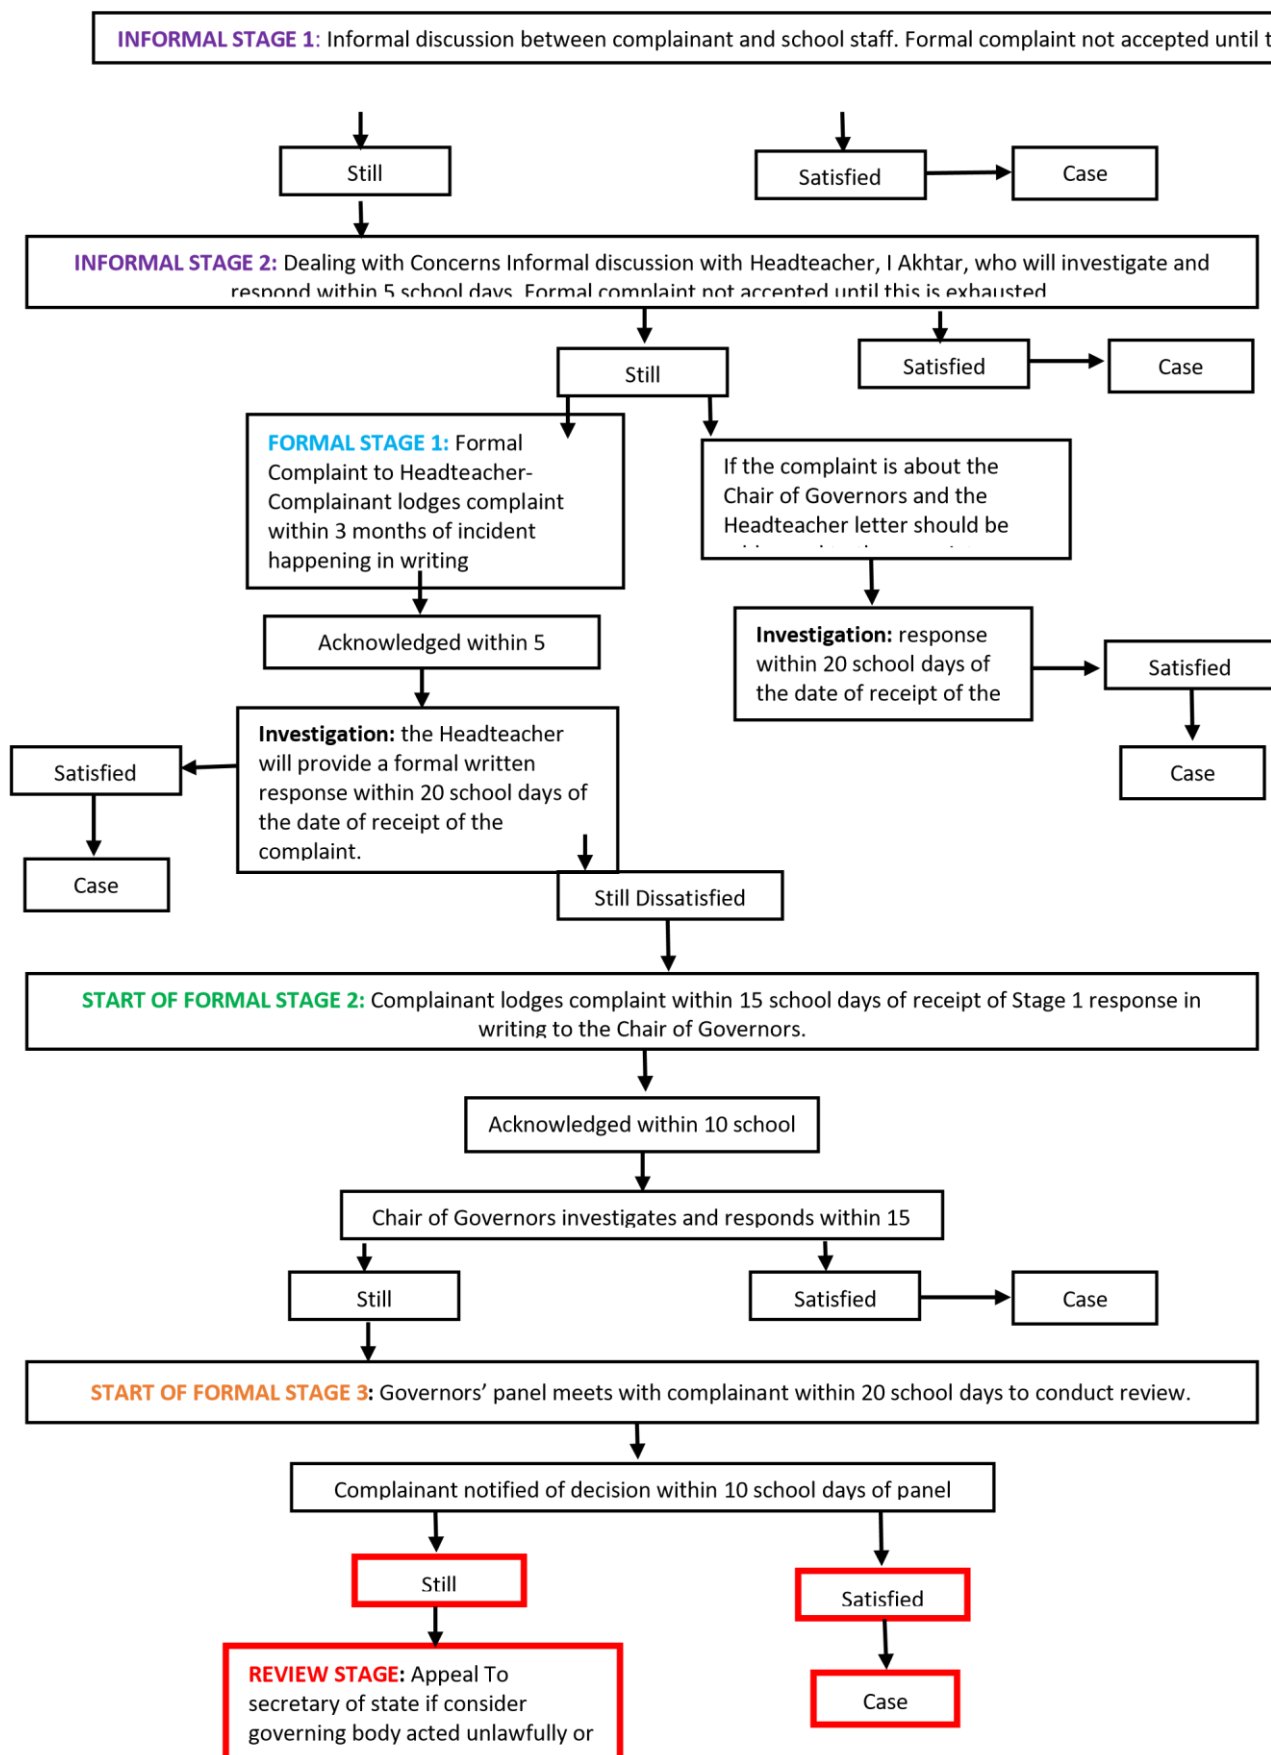 INFORMAL STAGE 1: Informal discussion between complainant and school staff. Formal complaint not accepted until
Still
Satisfied
Case
INFORMAL STAGE 2: Dealing with Concerns Informal discussion with Headteacher, I Akhtar, who will investigate and
respond within 5 school days. Formal complaint not accepted until this is exhausted
Still
Satisfied
Case
FORMAL STAGE 1: Formal
Complaint to Headteacher-
Complainant lodges complaint
within 3 months of incident
happening in writing
If the complaint is about the
Chair of Governors and the
Headteacher letter should be
Acknowledged within 5
Investigation: response
within 20 school days of
the date of receipt of the
Satisfied
Case
Investigation: the Headteacher
will provide a formal written
response within 20 school days of
the date of receipt of the
complaint.
Satisfied
Case
Still Dissatisfied
START OF FORMAL STAGE 2: Complainant lodges complaint within 15 school days of receipt of Stage 1 response in
writing to the Chair of Governors.
Acknowledged within 10 school
Chair of Governors investigates and responds within 15
Still
Satisfied
Case
START OF FORMAL STAGE 3: Governors' panel meets with complainant within 20 school days to conduct review.
Complainant notified of decision within 10 school days of panel
Still
Satisfied
REVIEW STAGE: Appeal To
secretary of state if consider
governing body acted unlawfully or
Case